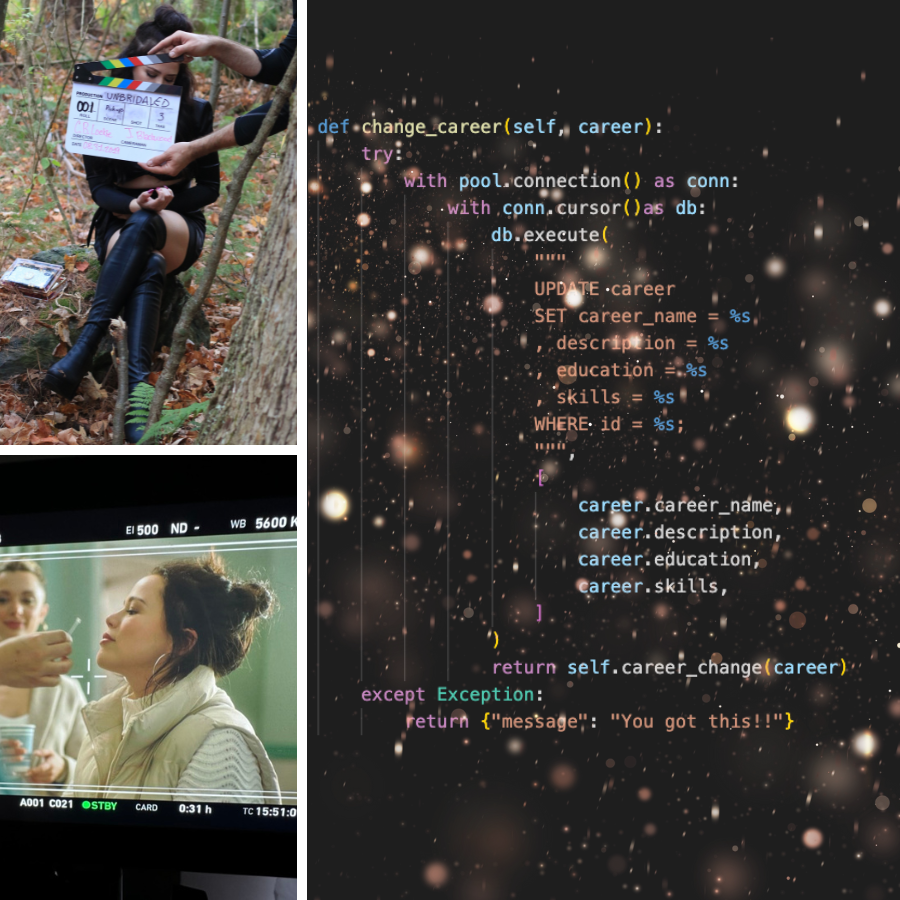 PRODUCTION UNBRIDALED
001
3
ROLL SCENE SHOT TAKE
DIRECTOR
CAMERAMAN
DATE
EI 500 ND - WB 5600 K
A001 C021 STBY CARD 0:31 h TC 15:51:0
def change_career(self, career):
try:
with pool.connection() as conn:
with conn.cursor()as db:
db.execute(
"""
UPDATE career
SET career_name = %s
, description = %s
, education = %s
, skills = %s
WHERE id = %s;
""",
[
career.career_name,
career.description,
career.education,
career.skills,
]
)
return self.career_change(career)
except Exception:
return {"message": "You got this!!"}